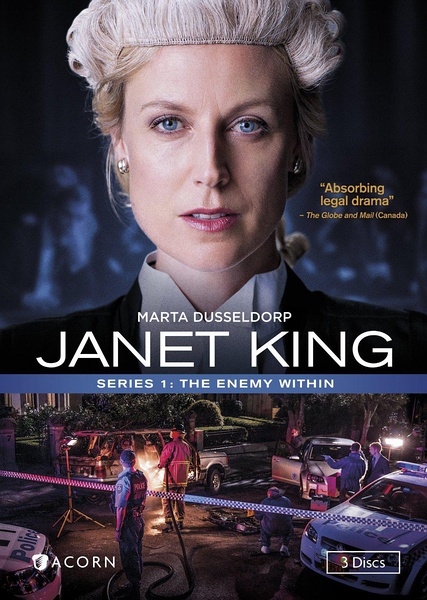 “Absorbing
legal drama”
– The Globe and Mail (Canada)
MARTA DUSSELDORP
JANET KING
SERIES 1: THE ENEMY WITHIN
Police
ACORN
3 Discs